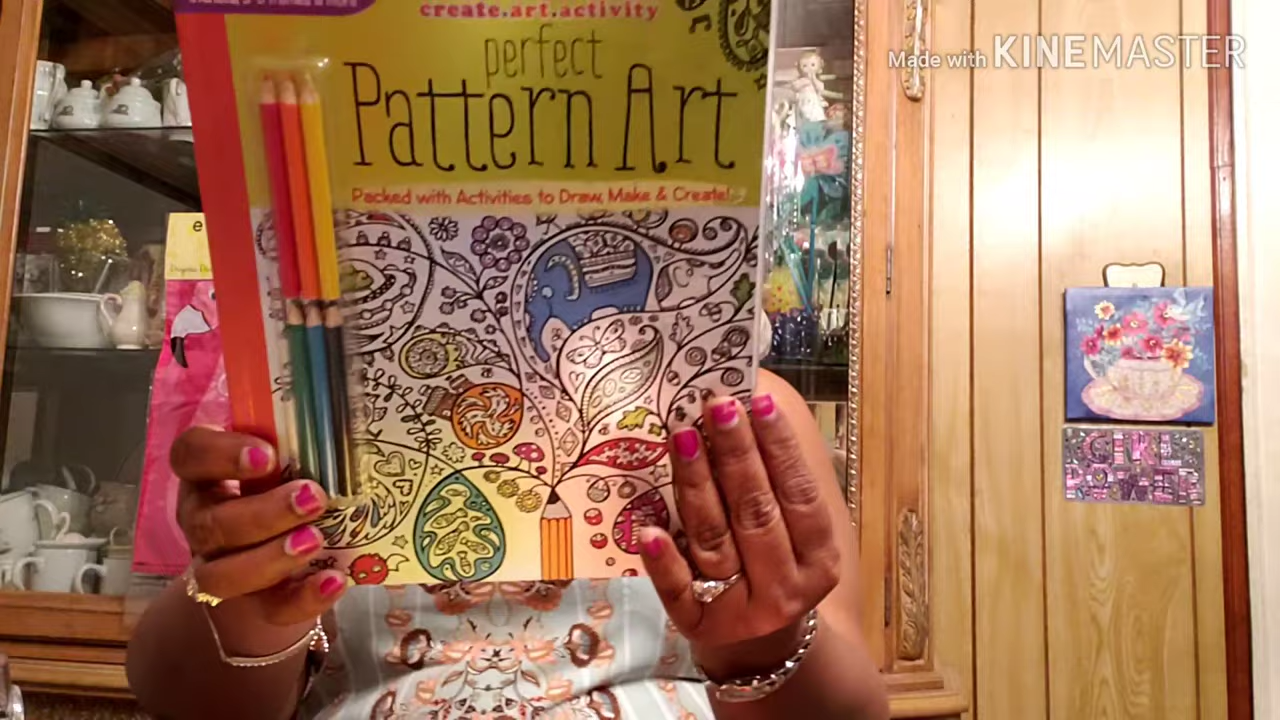 create.art.activity
Made with KINEMASTER
perfect
Pattern Art
Packed with Activities to Draw, Make & Create!
e
GIRL
POWER